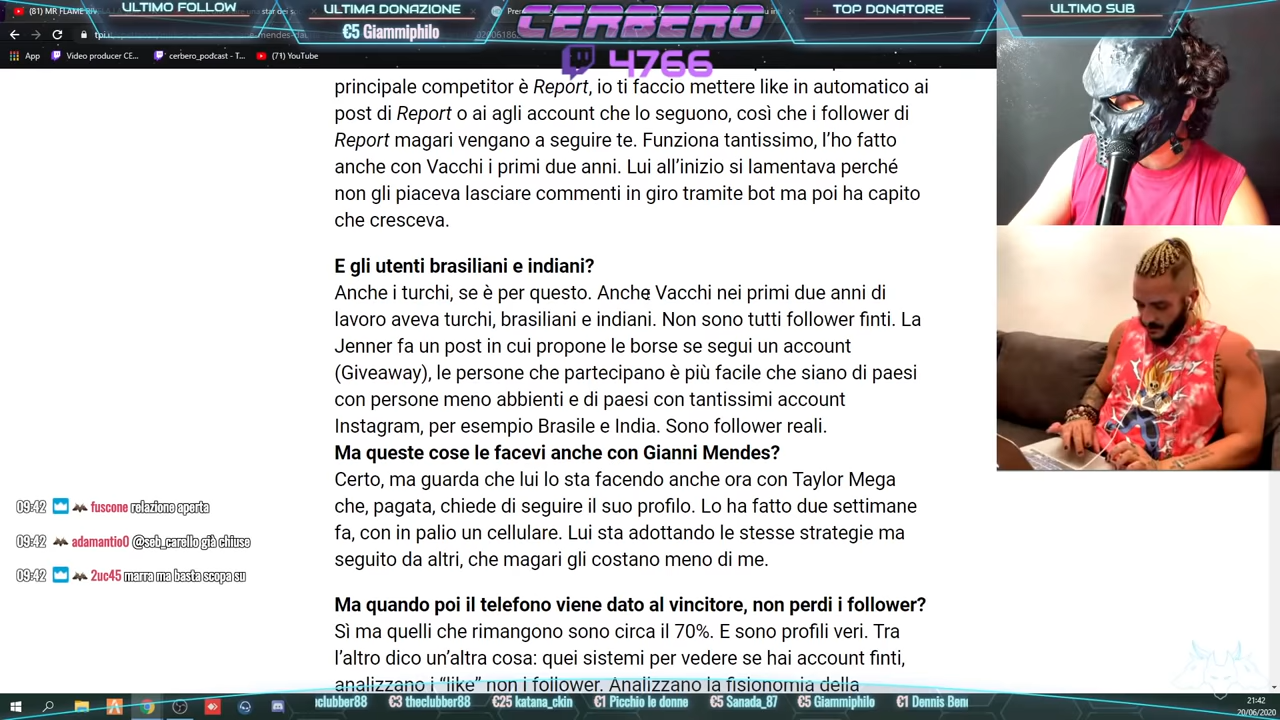 ULTIMO FOLLOW
ULTIMA DONAZIONE
€5 Giammiphilo
CERBERO
4766
TOP DONATORE
ULTIMO SUB
(81) MR FLAME
App
Video producer CE...
cerbero_podcast - T...
(71) YouTube
principale competitor è Report, io ti faccio mettere like in automatico ai
post di Report o ai agli account che lo seguono, così che i follower di
Report magari vengano a seguire te. Funziona tantissimo, l'ho fatto
anche con Vacchi i primi due anni. Lui all'inizio si lamentava perché
non gli piaceva lasciare commenti in giro tramite bot ma poi ha capito
che cresceva.
E gli utenti brasiliani e indiani?
Anche i turchi, se è per questo. Anche Vacchi nei primi due anni di
lavoro aveva turchi, brasiliani e indiani. Non sono tutti follower finti. La
Jenner fa un post in cui propone le borse se segui un account
(Giveaway), le persone che partecipano è più facile che siano di paesi
con persone meno abbienti e di paesi con tantissimi account
Instagram, per esempio Brasile e India. Sono follower reali.
Ma queste cose le facevi anche con Gianni Mendes?
Certo, ma guarda che lui lo sta facendo anche ora con Taylor Mega
che, pagata, chiede di seguire il suo profilo. Lo ha fatto due settimane
fa, con in palio un cellulare. Lui sta adottando le stesse strategie ma
seguito da altri, che magari gli costano meno di me.
Ma quando poi il telefono viene dato al vincitore, non perdi i follower?
Sì ma quelli che rimangono sono circa il 70%. E sono profili veri. Tra
l'altro dico un'altra cosa: quei sistemi per vedere se hai account finti,
analizzano i “like” non i follower. Analizzano la fisionomia della
09:42 fuscone relazione aperta
09:42 adamantio0 @seb_carello già chiuse
09:42 2uc45 marra ma basta scopa su
:clubber88 €3 theclubber88 €25 katana_ckin €1 Picchio le donne €5 Sanada_87 €5 Giammiphilo €1 Dennis Ben
21:42
20/06/2020